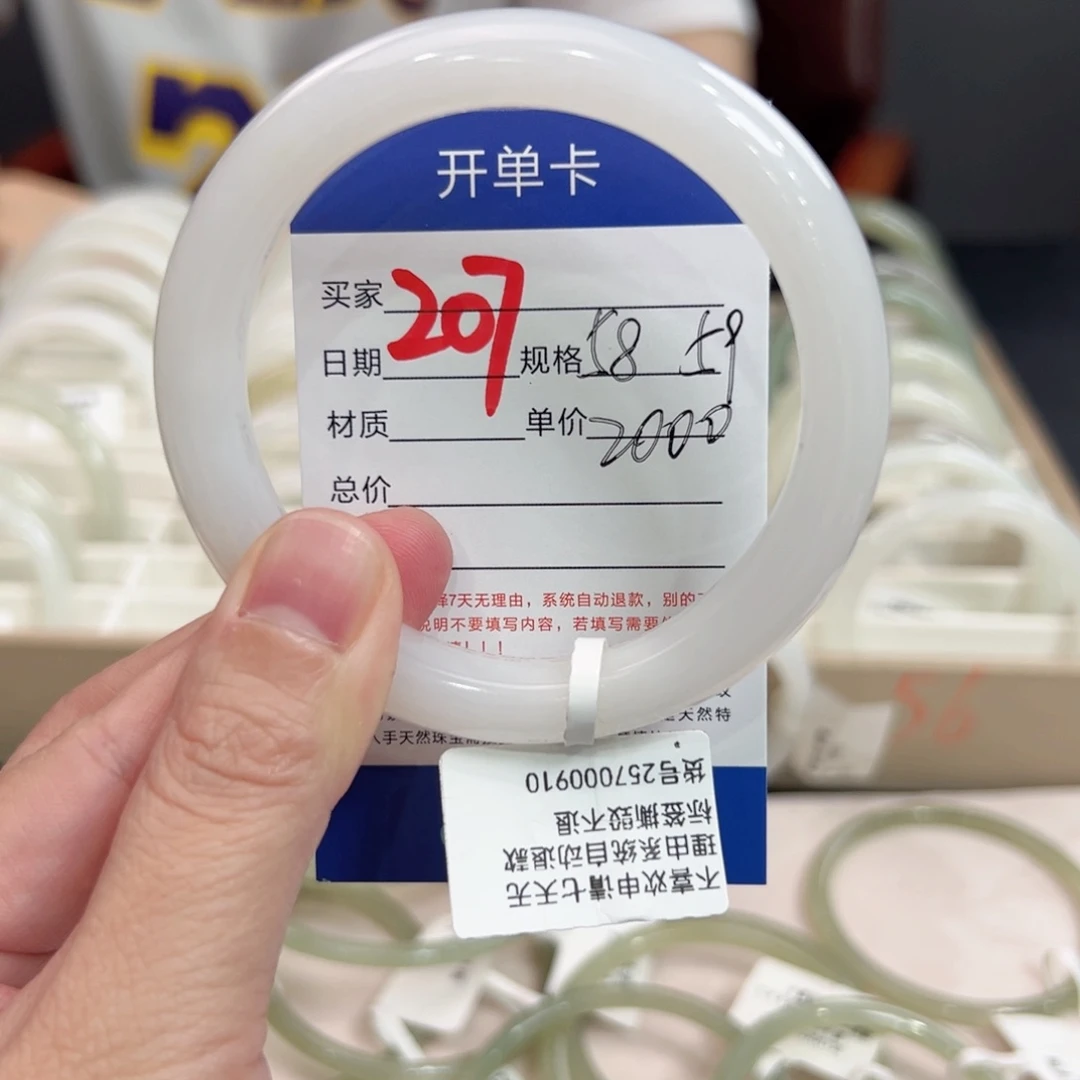 开单卡
买家 207
日期 规格 58 59
材质 单价 2000
总价
7天无理由，系统自动退款，别的
说明不要填写内容，若填写需要
！！！
天然特
入手天然珠宝
货号257000910
标签撕毁不退
理由系统自动退款
不喜欢申请七天无
56